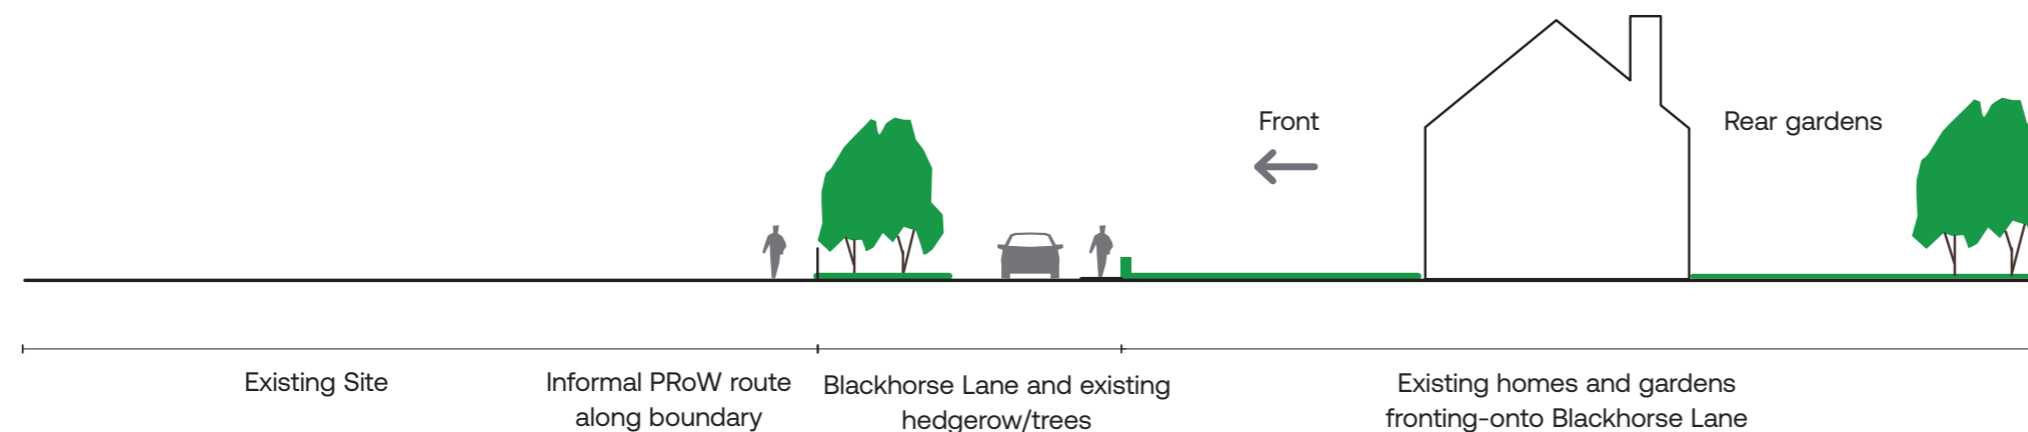 Front
Rear gardens
Existing Site
Informal PRoW route
along boundary
Blackhorse Lane and existing
hedgerow/trees
Existing homes and gardens
fronting-onto Blackhorse Lane